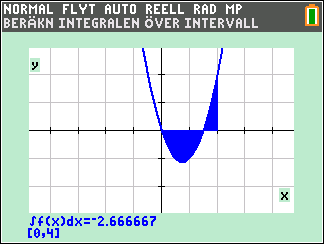 NORMAL FLYT AUTO REELL RAD MP
BERÄKN INTEGRALEN ÖVER INTERVALL
y
x
∫f(x)dx=-2.666667
[0,4]